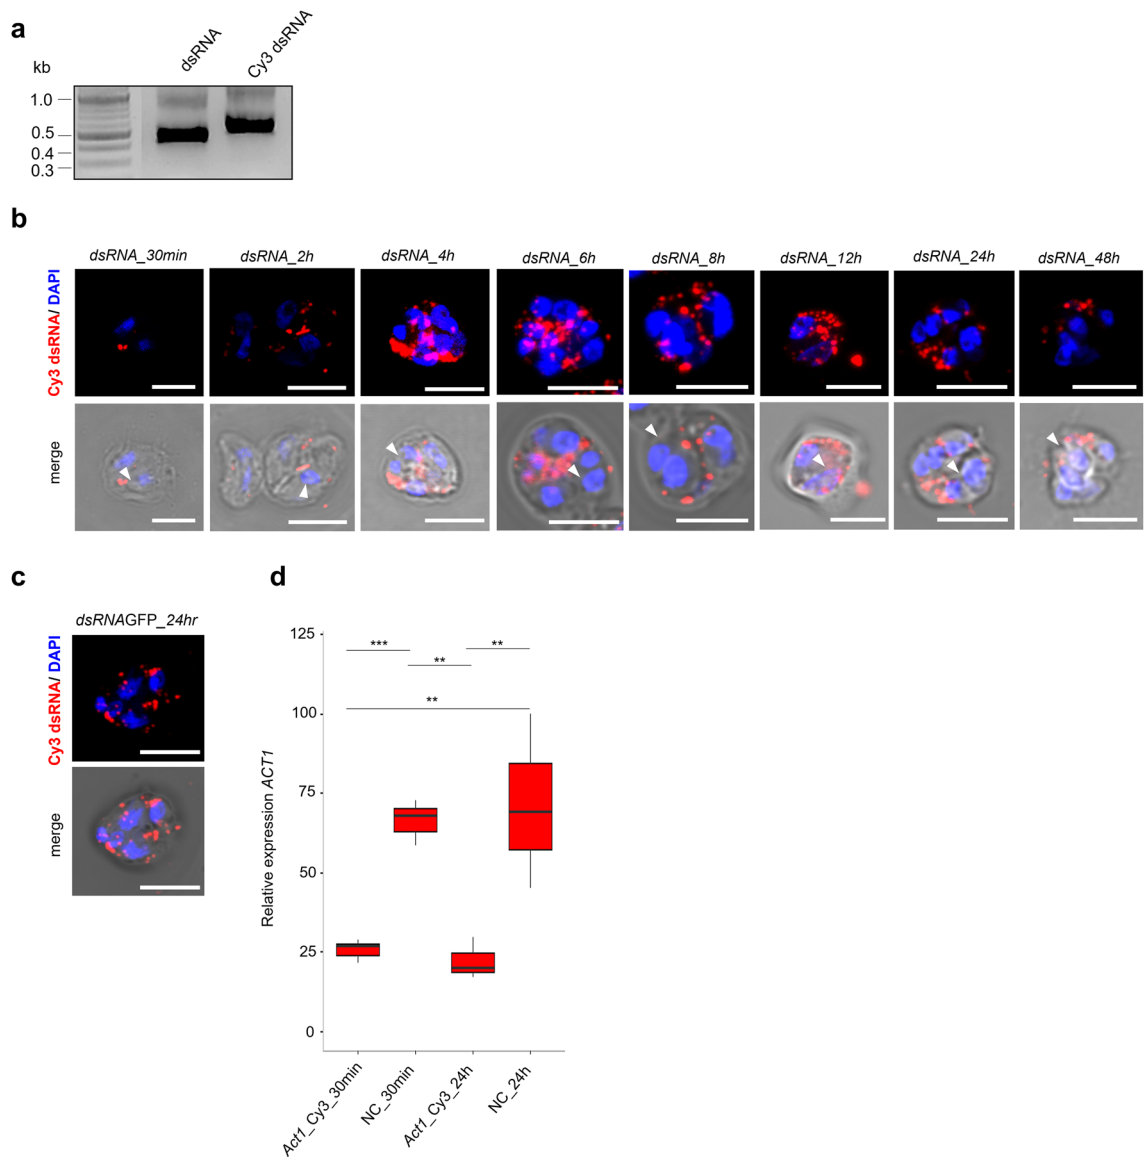 a
kb
dsRNA
Cy3 dsRNA
1.0
0.5
0.4
0.3
b
dsRNA_30min
dsRNA_2h
dsRNA_4h
dsRNA_6h
dsRNA_8h
dsRNA_12h
dsRNA_24h
dsRNA_48h
Cy3 dsRNA/ DAPI
merge
c
dsRNAGFP_24hr
Cy3 dsRNA/ DAPI
merge
d
Relative expression ACT1
125
100
75
50
25
0
***
**
**
**
Act1_Cy3_30min
NC_30min
Act1_Cy3_24h
NC_24h